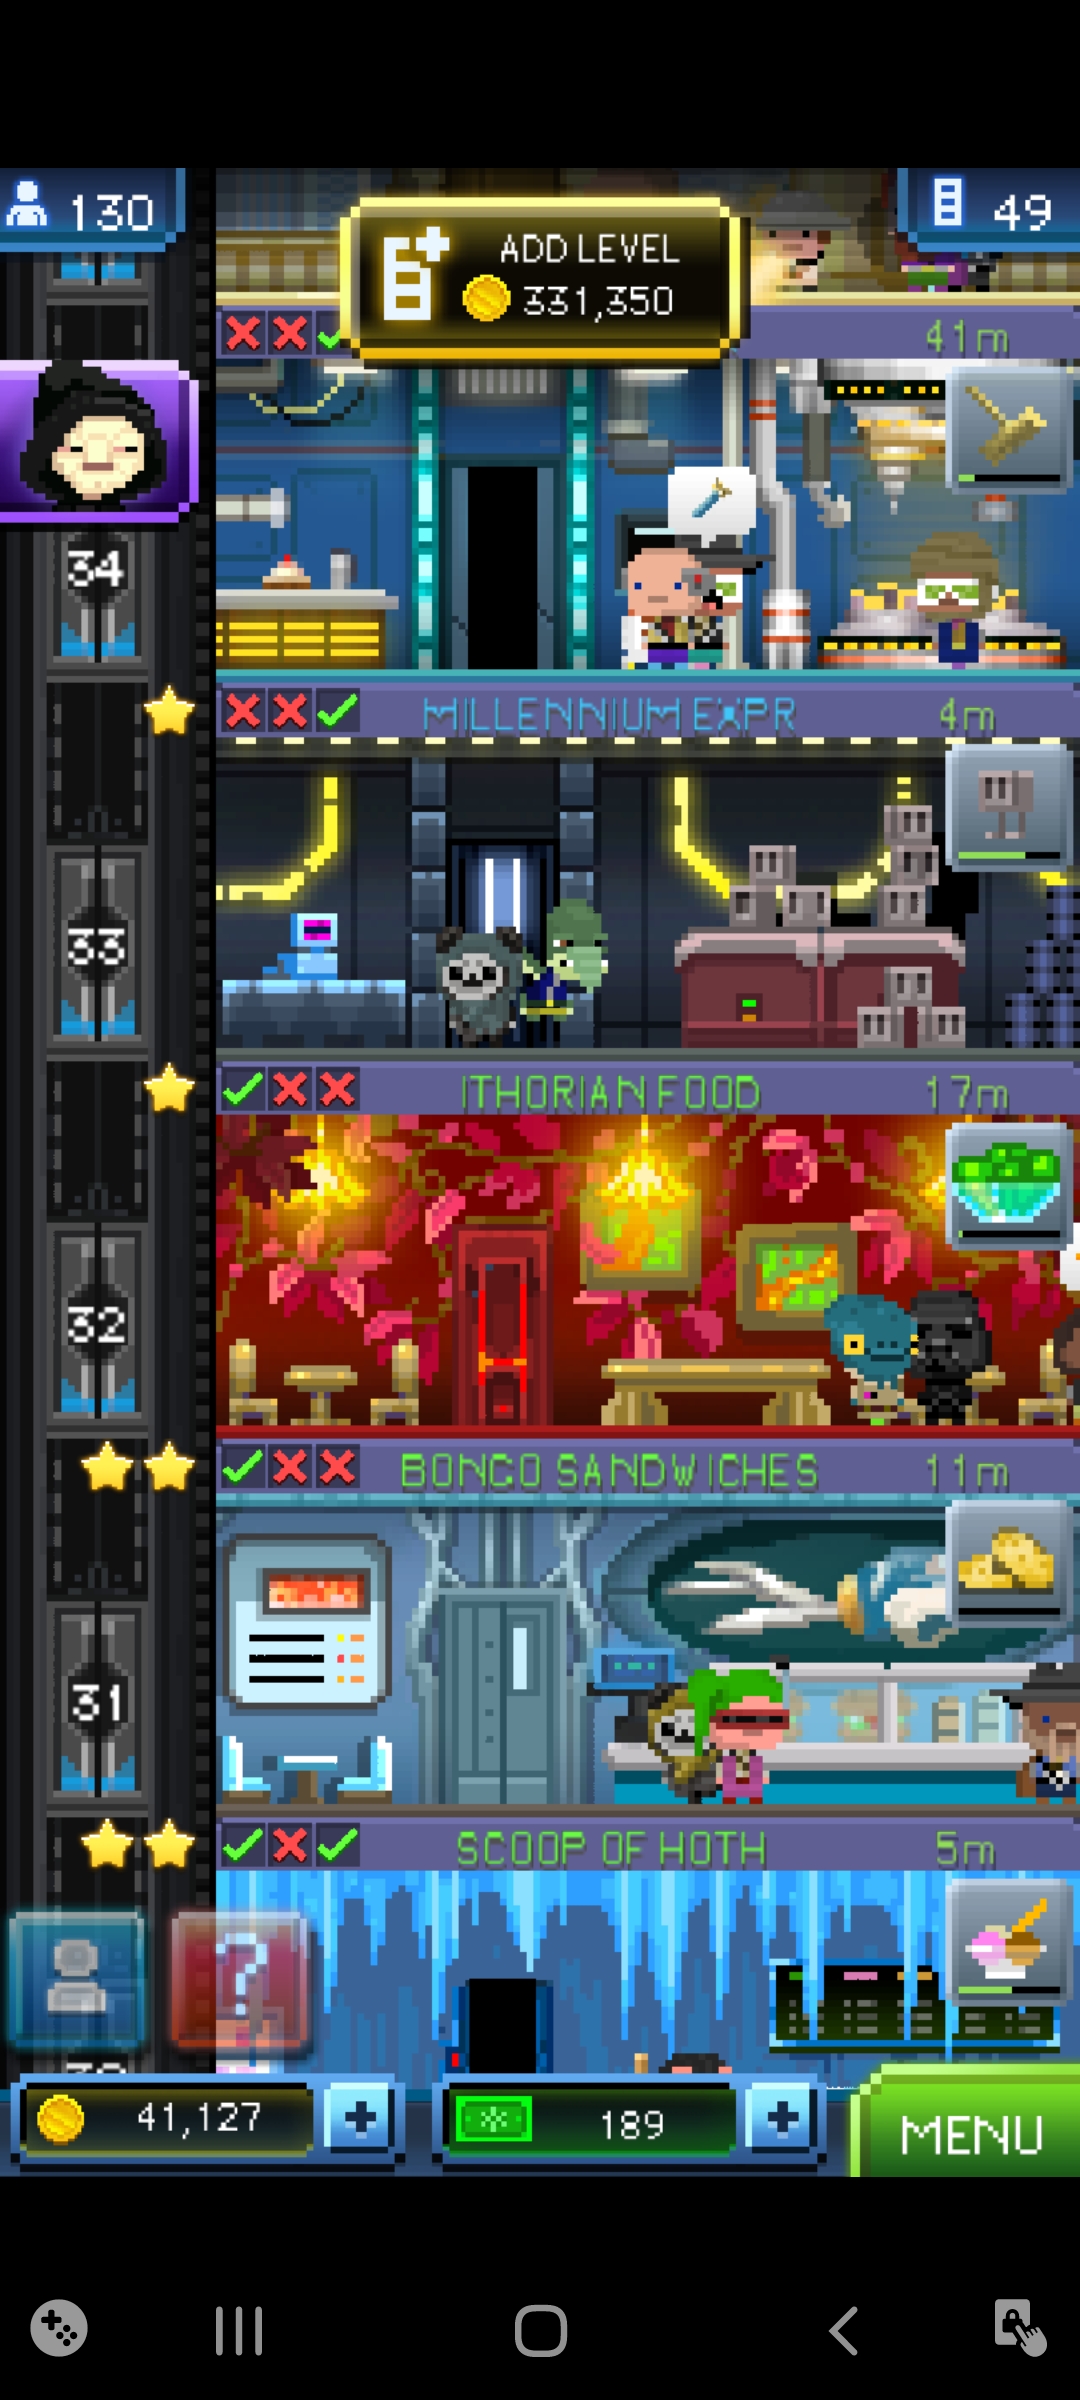 130
ADD LEVEL
331,350
49
41m
34
MILLENNIUM EXPR
4m
33
ITHORIAN FOOD
17m
32
BONGO SANDWICHES
11m
31
SCOOP OF HOTH
5m
?
41,127
189
MENU